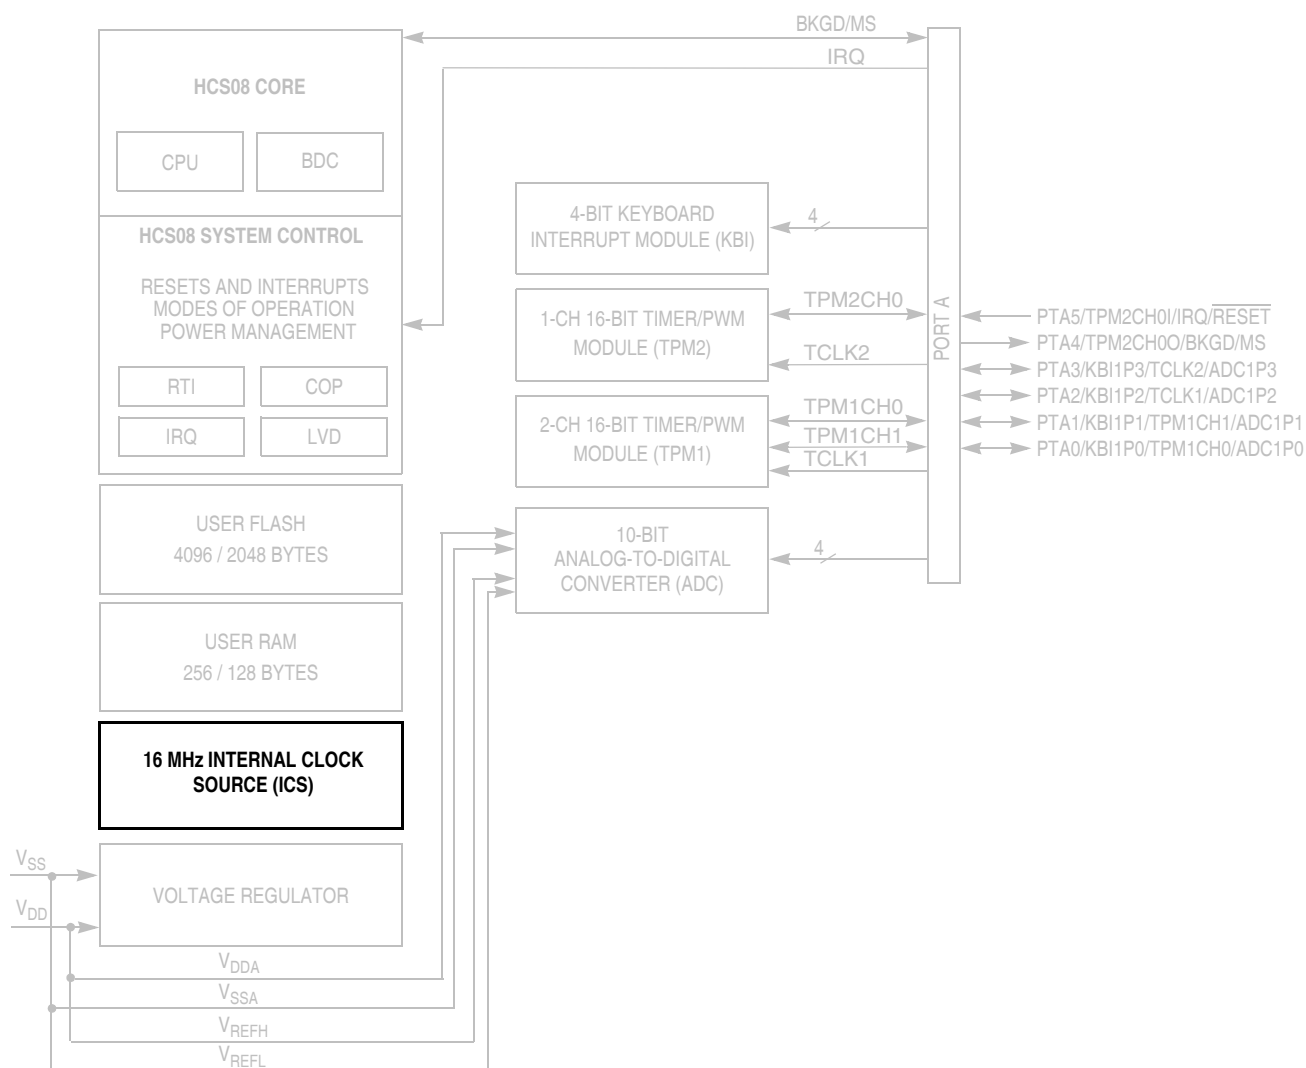 BKGD/MS
IRQ
HCS08 CORE
CPU
BDC
HCS08 SYSTEM CONTROL
RESETS AND INTERRUPTS
MODES OF OPERATION
POWER MANAGEMENT
RTI
COP
IRQ
LVD
USER FLASH
4096 / 2048 BYTES
USER RAM
256 / 128 BYTES
16 MHz INTERNAL CLOCK
SOURCE (ICS)
VSS
VDD
VOLTAGE REGULATOR
VDDA
VSSA
VREFH
VREFL
4-BIT KEYBOARD
INTERRUPT MODULE (KBI)
4
1-CH 16-BIT TIMER/PWM
MODULE (TPM2)
TPM2CH0
TCLK2
2-CH 16-BIT TIMER/PWM
MODULE (TPM1)
TPM1CH0
TPM1CH1
TCLK1
10-BIT
ANALOG-TO-DIGITAL
CONVERTER (ADC)
4
PORT A
PTA5/TPM2CH0I/IRQ/RESET
PTA4/TPM2CH0O/BKGD/MS
PTA3/KBI1P3/TCLK2/ADC1P3
PTA2/KBI1P2/TCLK1/ADC1P2
PTA1/KBI1P1/TPM1CH1/ADC1P1
PTA0/KBI1P0/TPM1CH0/ADC1P0